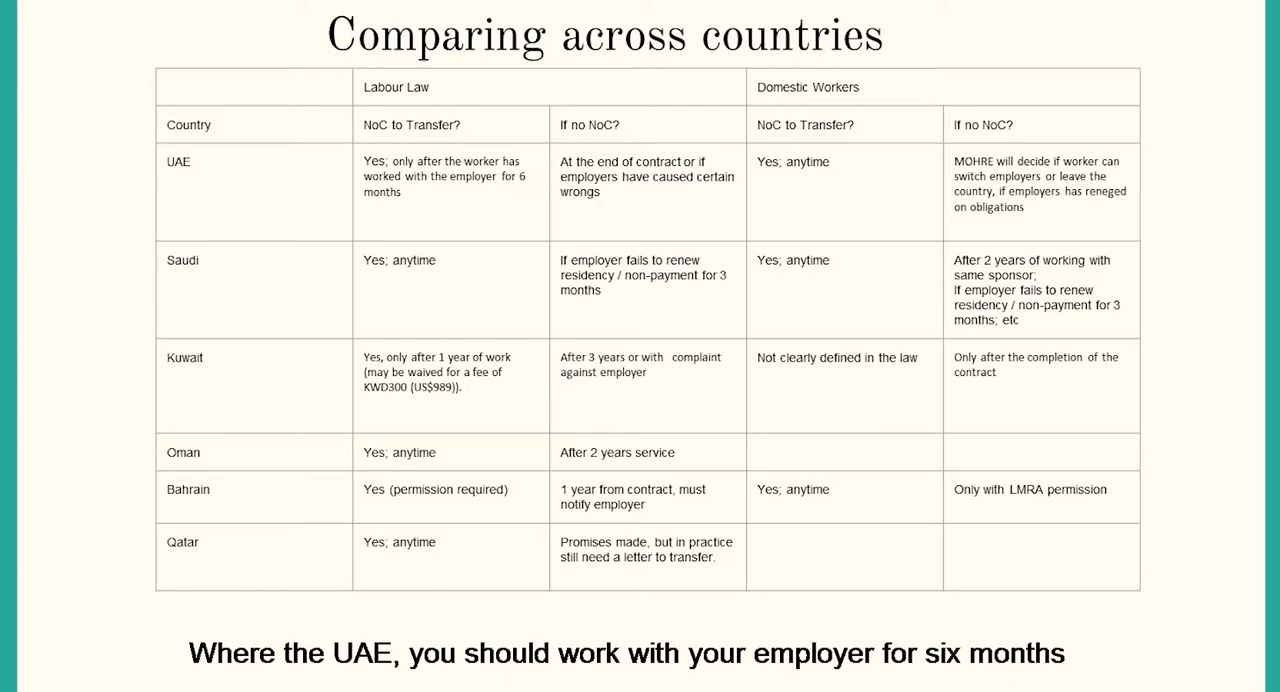 Comparing across countries
Labour Law
Domestic Workers
Country
NoC to Transfer?
If no NoC?
NoC to Transfer?
If no NoC?
UAE
Yes; only after the worker has
worked with the employer for 6
months
At the end of contract or if
employers have caused certain
wrongs
Yes; anytime
MOHRE will decide if worker can
switch employers or leave the
country, if employers has reneged
on obligations
Saudi
Yes; anytime
If employer fails to renew
residency / non-payment for 3
months
Yes; anytime
After 2 years of working with
same sponsor;
If employer fails to renew
residency / non-payment for 3
months; etc
Kuwait
Yes, only after 1 year of work
(may be waived for a fee of
KWD300 (US$989)).
After 3 years or with complaint
against employer
Not clearly defined in the law
Only after the completion of the
contract
Oman
Yes; anytime
After 2 years service
Bahrain
Yes (permission required)
1 year from contract, must
notify employer
Yes; anytime
Only with LMRA permission
Qatar
Yes; anytime
Promises made, but in practice
still need a letter to transfer.
Where the UAE, you should work with your employer for six months